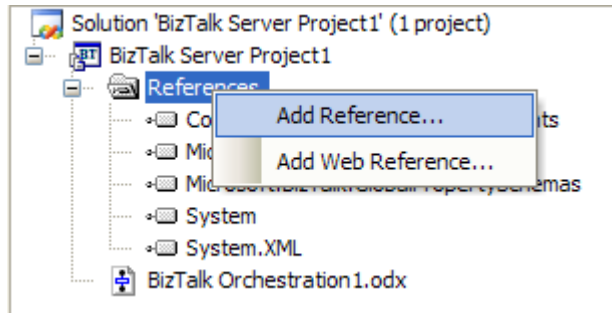 Solution 'BizTalk Server Project1' (1 project)
BizTalk Server Project1
References
Add Reference...
Add Web Reference...
System
System.XML
BizTalk Orchestration1.odx